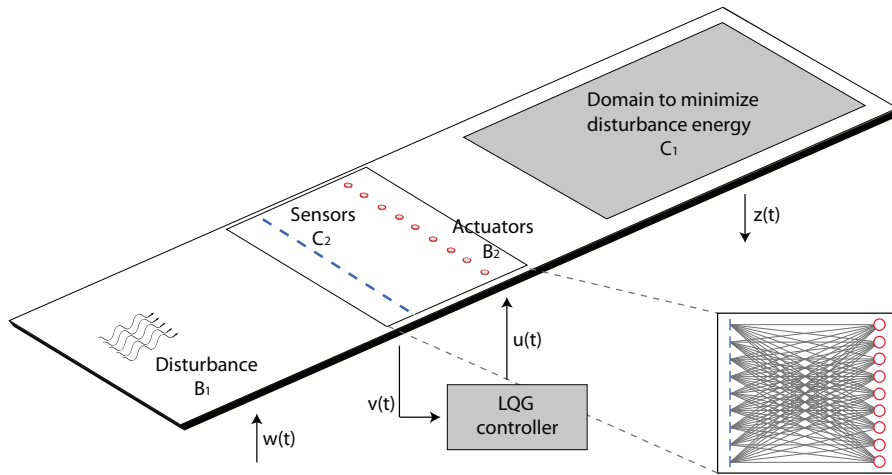 Domain to minimize
disturbance energy
C1
z(t)
Sensors
C2
Actuators
B2
u(t)
Disturbance
B1
v(t)
LQG
controller
w(t)